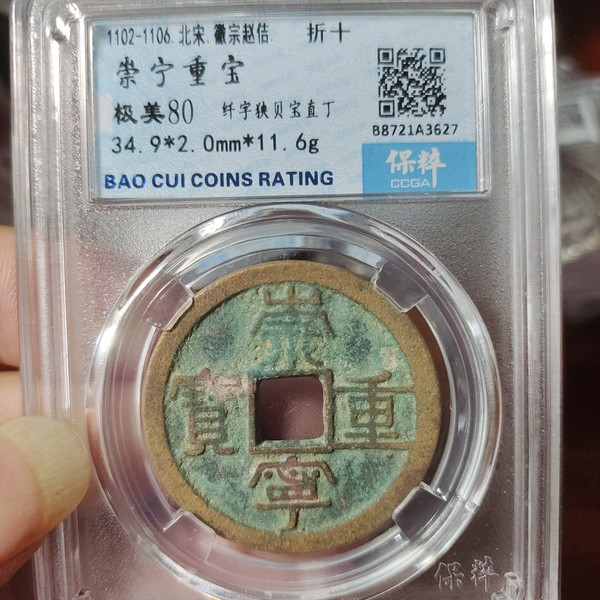 1102-1106.北宋.徽宗赵佶. 折十
崇宁重宝
极美80 纤字狭贝宝直丁
34.9*2.0mm*11.6g
BAO CUI COINS RATING
B8721A3627
保粹
CCGA
崇
寶 重
寧
保粹